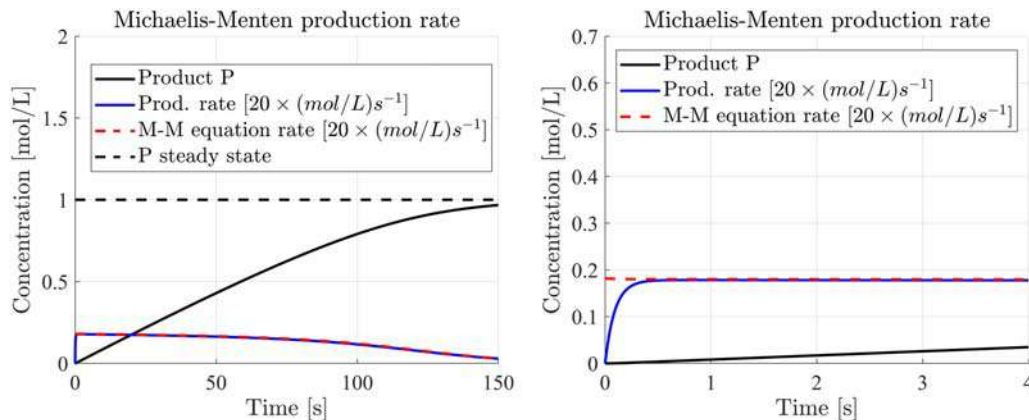 Michaelis-Menten production rate
2
1.5
1
0.5
0
Concentration [mol/L]
Product P
Prod. rate [20 × (mol/L)s⁻¹]
M-M equation rate [20 × (mol/L)s⁻¹]
P steady state
0 50 100 150
Time [s]
Michaelis-Menten production rate
0.7
0.6
0.5
0.4
0.3
0.2
0.1
0
Concentration [mol/L]
Product P
Prod. rate [20 × (mol/L)s⁻¹]
M-M equation rate [20 × (mol/L)s⁻¹]
0 1 2 3 4
Time [s]